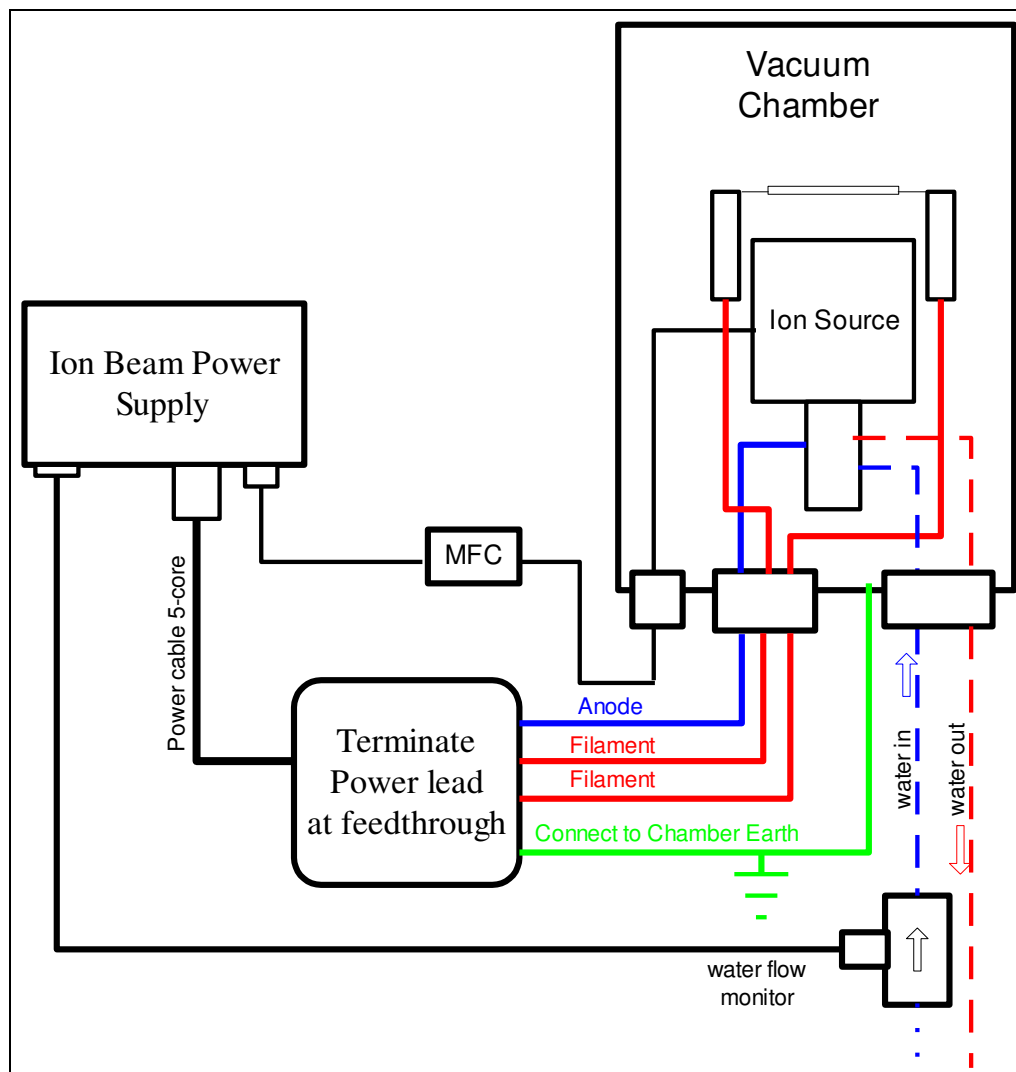 Vacuum
Chamber
Ion Source
Ion Beam Power
Supply
MFC
Power cable 5-core
Terminate
Power lead
at feedthrough
Anode
Filament
Filament
Connect to Chamber Earth
water in
water out
water flow
monitor